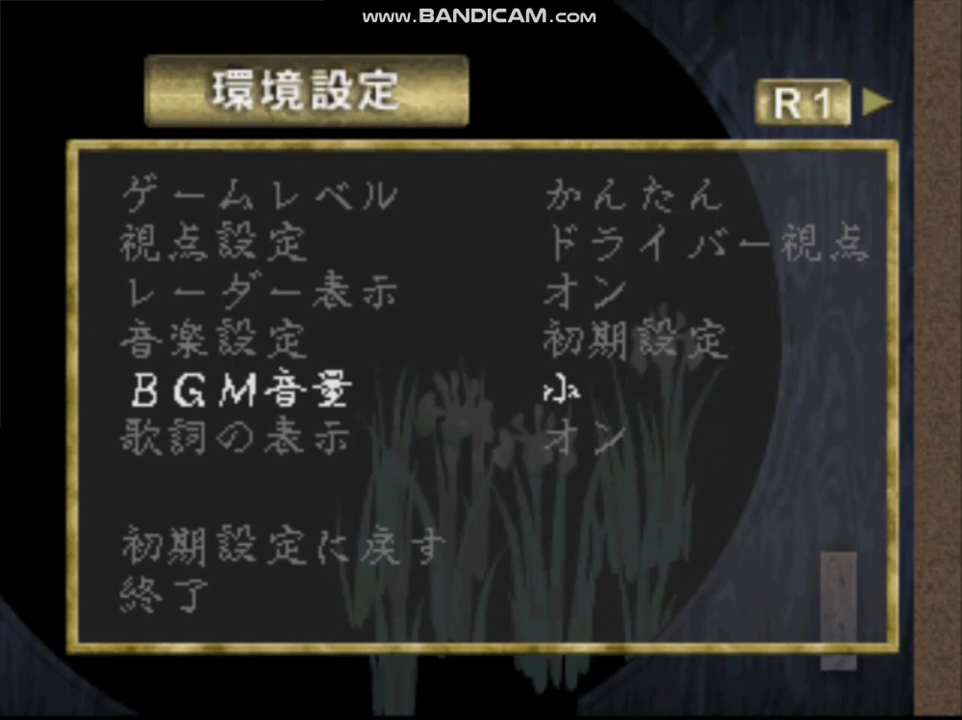 www.BANDICAM.com
環境設定
R1
ゲームレベル かんたん
視点設定 ドライバー視点
レーダー表示 オン
音楽設定 初期設定
BGM音量 小
歌詞の表示 オン
初期設定に戻す
終了